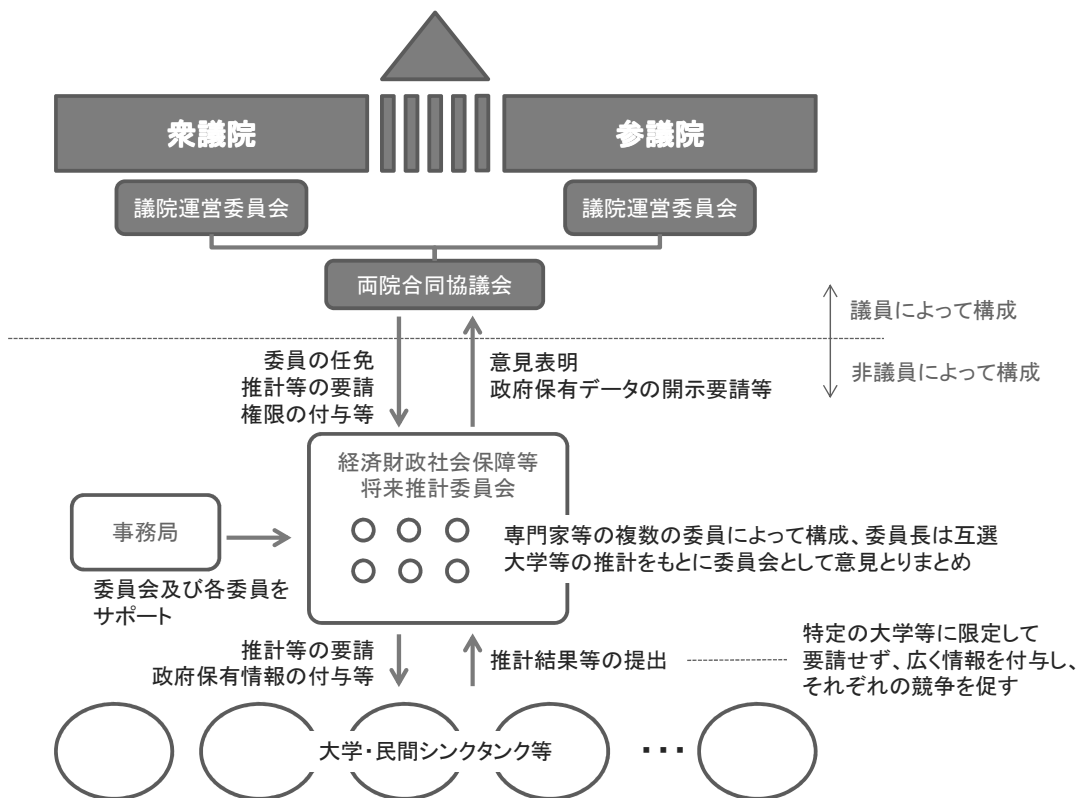 衆議院
参議院
議院運営委員会
議院運営委員会
両院合同協議会
議員によって構成
非議員によって構成
委員の任免
推計等の要請
権限の付与等
意見表明
政府保有データの開示要請等
経済財政社会保障等
将来推計委員会
事務局
専門家等の複数の委員によって構成、委員長は互選
大学等の推計をもとに委員会として意見とりまとめ
委員会及び各委員を
サポート
推計等の要請
政府保有情報の付与等
推計結果等の提出
特定の大学等に限定して
要請せず、広く情報を付与し、
それぞれの競争を促す
大学・民間シンクタンク等
・・・